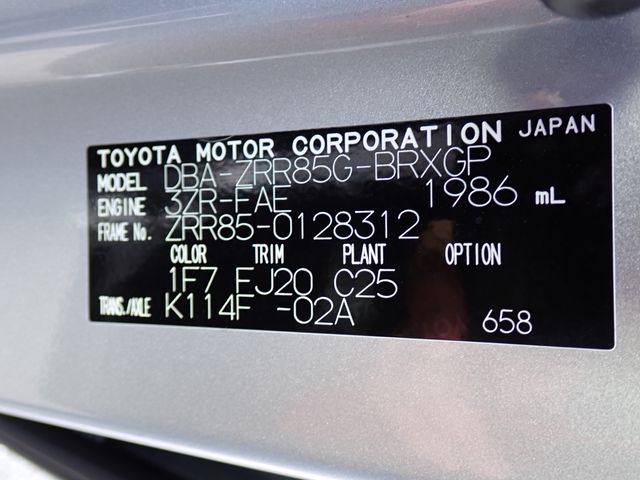 TOYOTA MOTOR CORPORATION JAPAN
MODEL DBA-ZRR85G-BRXGP
ENGINE 3ZR-FAE 1986 mL
FRAME No. ZRR85-0128312
COLOR TRIM PLANT OPTION
1F7 FJ20 C25
TRANS./AXLE K114F -02A
658